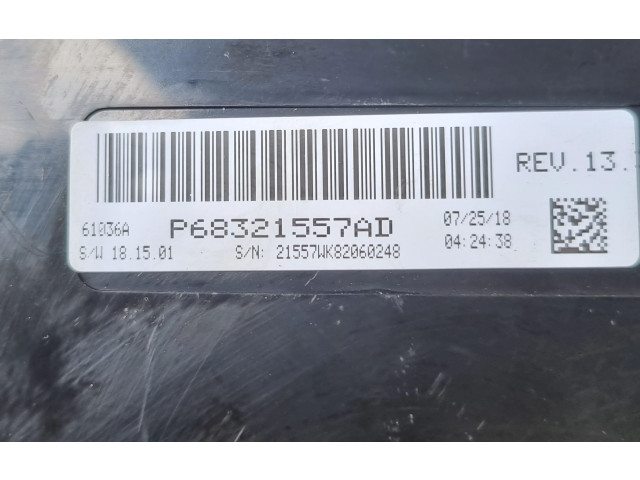 REV.13.
61036A P68321557AD 07/25/18
S/W 18.15.01 S/N: 21557WK82060248 04:24:38